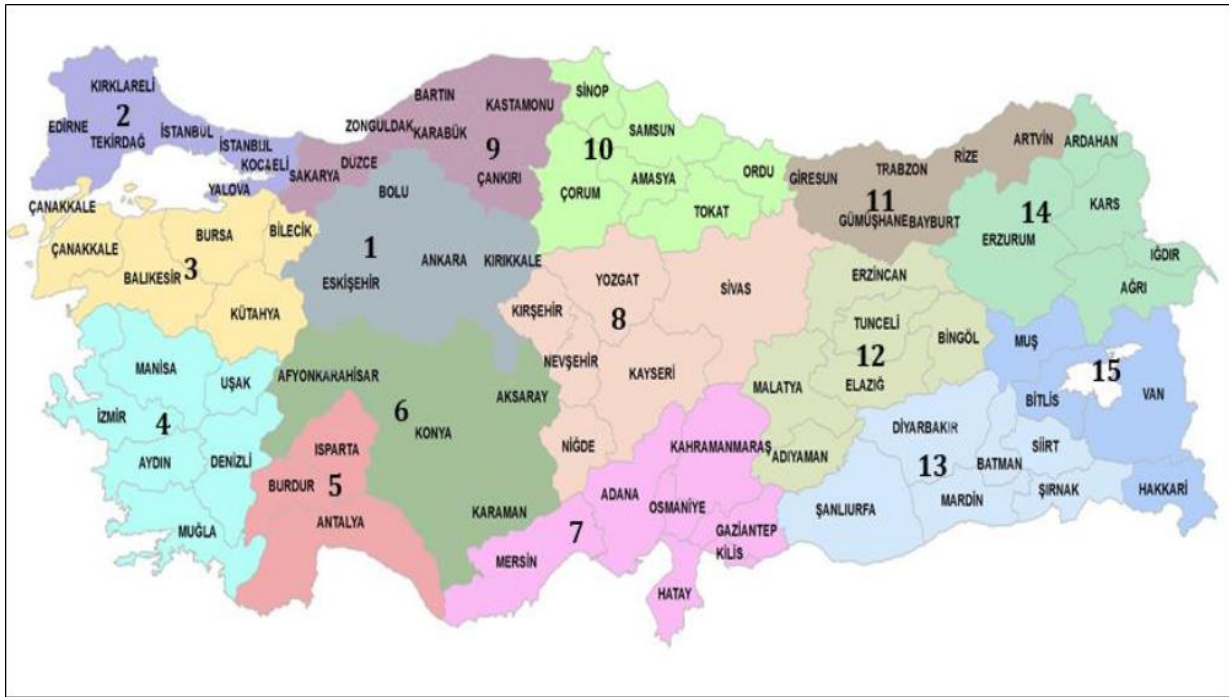 KIRKLARELİ
2
EDİRNE
TEKİRDAĞ
İSTANBUL
İSTANBUL
KOCAELİ
YALOVA
ÇANAKKALE
ÇANAKKALE
BURSA
BİLECİK
3
BALIKESİR
KÜTAHYA
MANİSA
UŞAK
İZMİR
4
AYDIN
DENİZLİ
MUĞLA
BARTIN
KASTAMONU
ZONGULDAK
KARABÜK
9
DÜZCE
SAKARYA
ÇANKIRI
BOLU
1
ANKARA
KIRIKKALE
ESKİŞEHİR
AFYONKARAHİSAR
AKSARAY
6
KONYA
KARAMAN
ISPARTA
BURDUR
5
ANTALYA
SİNOP
SAMSUN
10
ÇORUM
AMASYA
ORDU
TOKAT
YOZGAT
SİVAS
KIRŞEHİR
8
NEVŞEHİR
KAYSERİ
NİĞDE
KAHRAMANMARAŞ
ADANA
OSMANİYE
7
GAZİANTEP
KİLİS
MERSİN
HATAY
ARTVİN
RİZE
TRABZON
GİRESUN
11
GÜMÜŞHANE
BAYBURT
ARDAHAN
KARS
14
ERZURUM
IĞDIR
AĞRI
ERZİNCAN
TUNCELİ
BİNGÖL
12
MALATYA
ELAZIĞ
ADIYAMAN
MUŞ
15
VAN
BİTLİS
HAKKARİ
DİYARBAKIR
SİİRT
13
BATMAN
ŞIRNAK
MARDİN
ŞANLIURFA